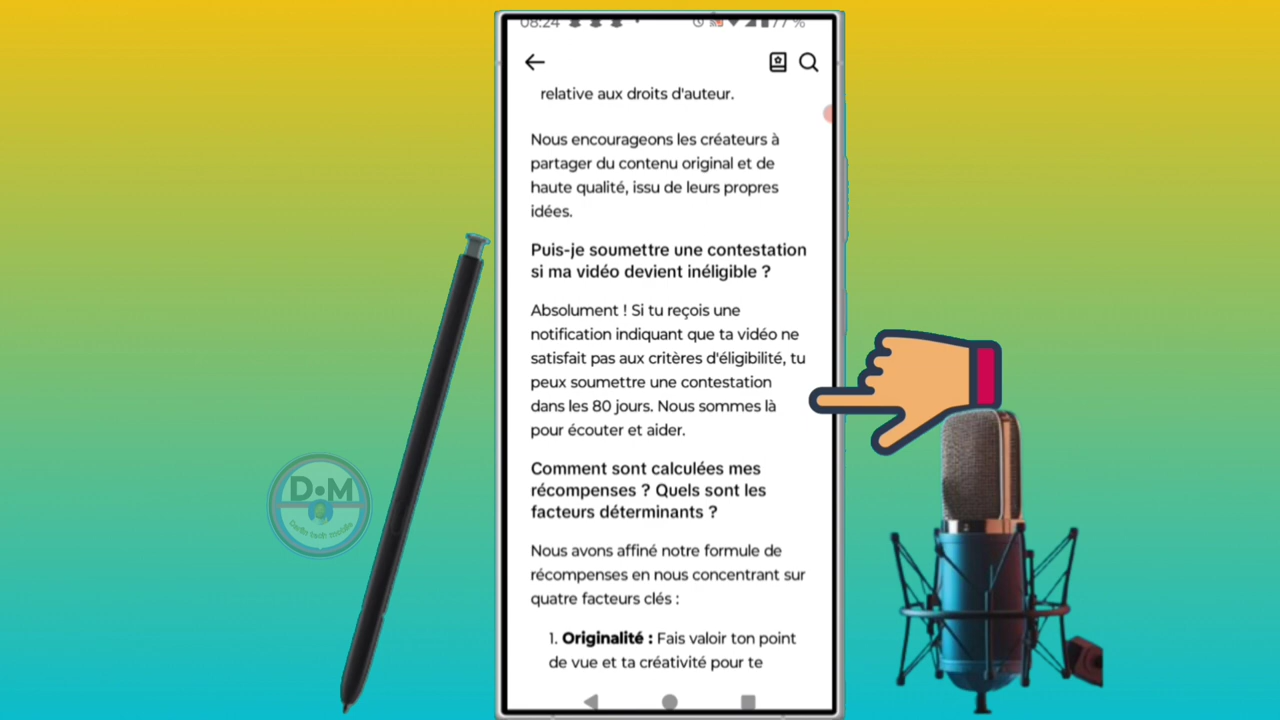 08:24
77 %
relative aux droits d'auteur.
Nous encourageons les créateurs à
partager du contenu original et de
haute qualité, issu de leurs propres
idées.
Puis-je soumettre une contestation
si ma vidéo devient inéligible ?
Absolument ! Si tu reçois une
notification indiquant que ta vidéo ne
satisfait pas aux critères d'éligibilité, tu
peux soumettre une contestation
dans les 80 jours. Nous sommes là
pour écouter et aider.
Comment sont calculées mes
récompenses ? Quels sont les
facteurs déterminants ?
Nous avons affiné notre formule de
récompenses en nous concentrant sur
quatre facteurs clés :
1. Originalité : Fais valoir ton point
de vue et ta créativité pour te
D•M